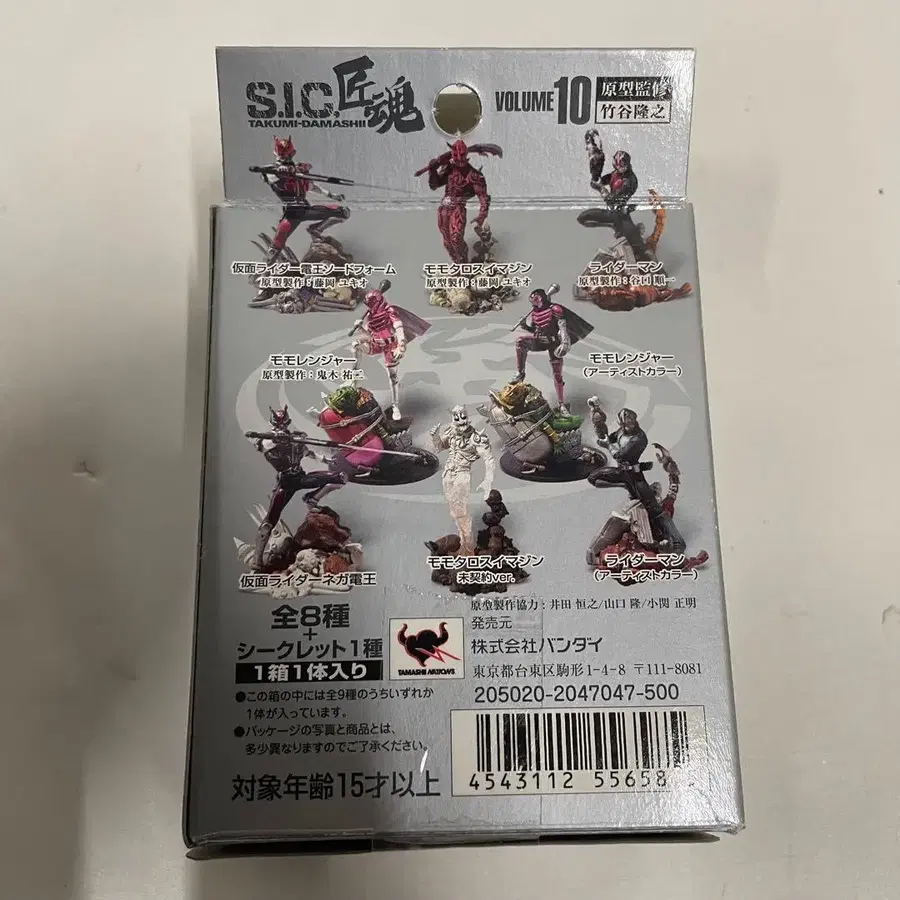 S.I.C.匠魂
TAKUMI-DAMASHII
VOLUME 10
原型監修
竹谷隆之
仮面ライダー電王ソードフォーム
原型製作:藤岡 ユキオ
モモタロスイマジン
原型製作:藤岡 ユキオ
ライダーマン
原型製作:谷口 順一
モモレンジャー
原型製作:鬼木 祐二
モモレンジャー
(アーティストカラー)
仮面ライダーネガ電王
モモタロスイマジン
未契約ver.
ライダーマン
(アーティストカラー)
全8種
+
シークレット1種
1箱1体入り
TAMASHII NATIONS
原型製作協力:井田 恒之/山口 隆/小関 正明
発売元
株式会社バンダイ
東京都台東区駒形1-4-8 〒111-8081
205020-2047047-500
●この箱の中には全9種のうちいずれか
1体が入っています。
●パッケージの写真と商品とは、
多少異なりますのでご了承ください。
対象年齢15才以上
4543112 55658